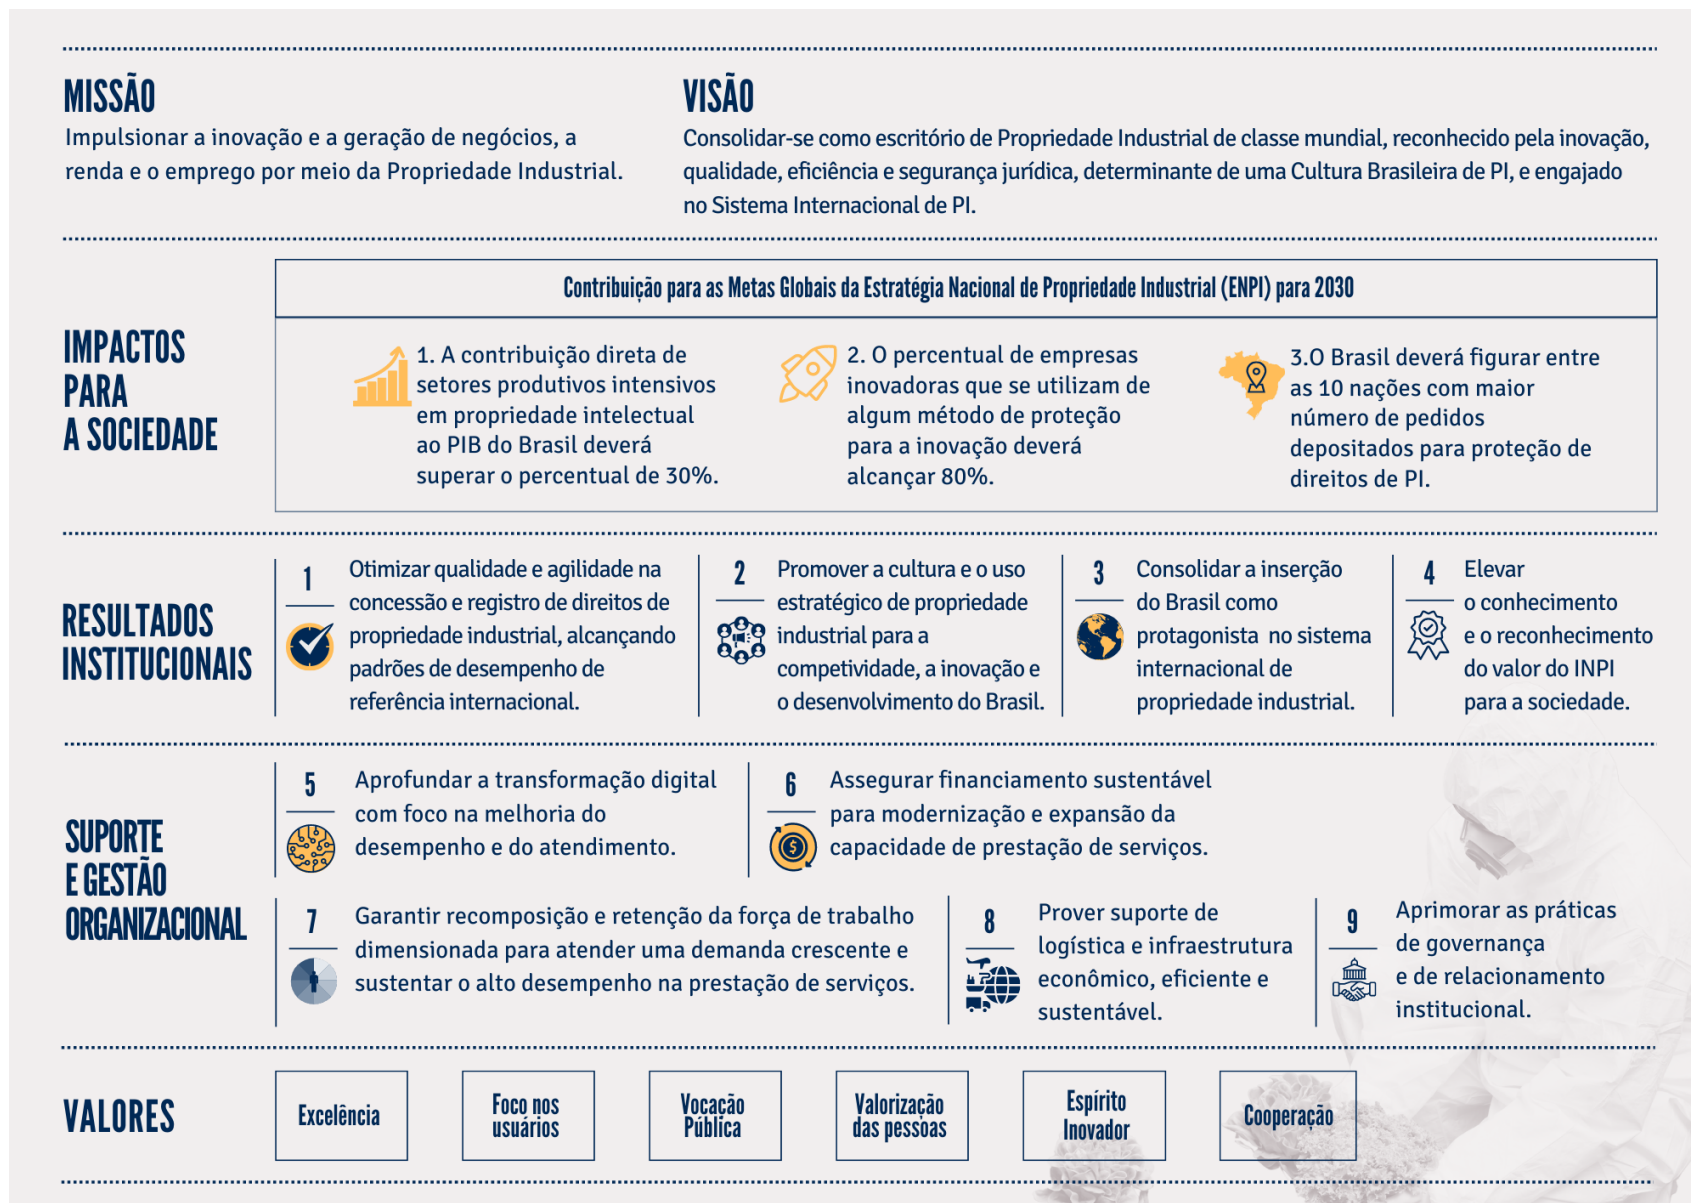 MISSÃO
Impulsionar a inovação e a geração de negócios, a
renda e o emprego por meio da Propriedade Industrial.
VISÃO
Consolidar-se como escritório de Propriedade Industrial de classe mundial, reconhecido pela inovação,
qualidade, eficiência e segurança jurídica, determinante de uma Cultura Brasileira de PI, e engajado
no Sistema Internacional de PI.
IMPACTOS
PARA
A SOCIEDADE
Contribuição para as Metas Globais da Estratégia Nacional de Propriedade Industrial (ENPI) para 2030
1. A contribuição direta de
setores produtivos intensivos
em propriedade intelectual
ao PIB do Brasil deverá
superar o percentual de 30%.
2. O percentual de empresas
inovadoras que se utilizam de
algum método de proteção
para a inovação deverá
alcançar 80%.
3.O Brasil deverá figurar entre
as 10 nações com maior
número de pedidos
depositados para proteção de
direitos de PI.
RESULTADOS
INSTITUCIONAIS
1
Otimizar qualidade e agilidade na
concessão e registro de direitos de
propriedade industrial, alcançando
padrões de desempenho de
referência internacional.
2
Promover a cultura e o uso
estratégico de propriedade
industrial para a
competividade, a inovação e
o desenvolvimento do Brasil.
3
Consolidar a inserção
do Brasil como
protagonista no sistema
internacional de
propriedade industrial.
4
Elevar
o conhecimento
e o reconhecimento
do valor do INPI
para a sociedade.
SUPORTE
E GESTÃO
ORGANIZACIONAL
5
Aprofundar a transformação digital
com foco na melhoria do
desempenho e do atendimento.
6
Assegurar financiamento sustentável
para modernização e expansão da
capacidade de prestação de serviços.
$
7
Garantir recomposição e retenção da força de trabalho
dimensionada para atender uma demanda crescente e
sustentar o alto desempenho na prestação de serviços.
8
Prover suporte de
logística e infraestrutura
econômico, eficiente e
sustentável.
9
Aprimorar as práticas
de governança
e de relacionamento
institucional.
VALORES
Excelência
Foco nos
usuários
Vocação
Pública
Valorização
das pessoas
Espírito
Inovador
Cooperação